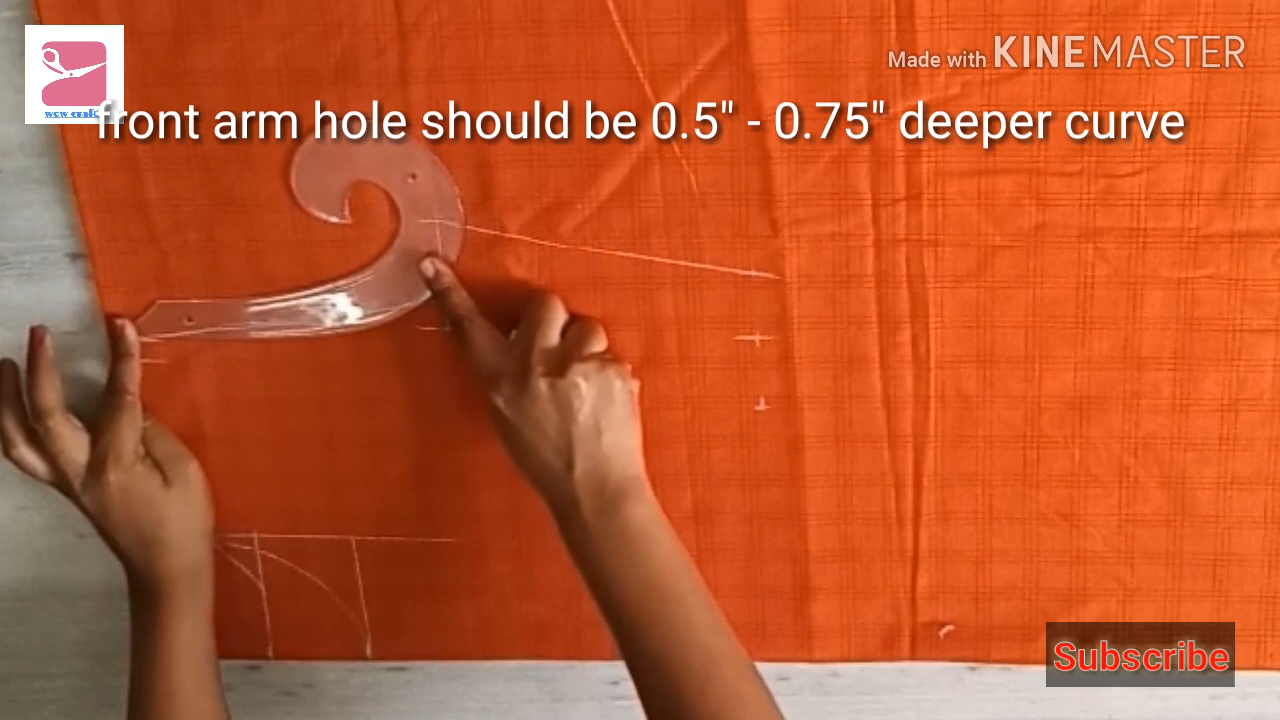 Made with KINEMASTER
front arm hole should be 0.5" - 0.75" deeper curve
Subscribe